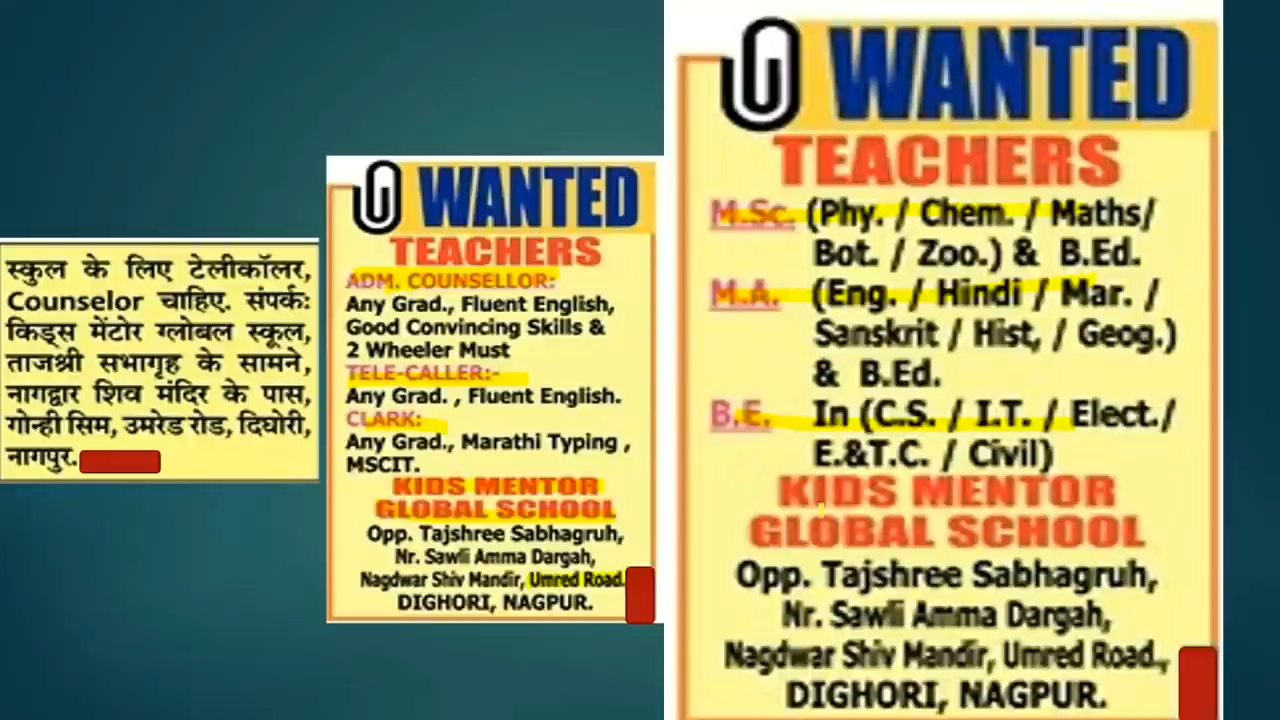 स्कुल के लिए टेलीकॉलर,
Counselor चाहिए. संपर्क:
किड्स मेंटोर ग्लोबल स्कूल,
ताजश्री सभागृह के सामने,
नागद्वार शिव मंदिर के पास,
गोन्ही सिम, उमरेड रोड, दिघोरी,
नागपुर.
WANTED
TEACHERS
ADM. COUNSELLOR:
Any Grad., Fluent English,
Good Convincing Skills &
2 Wheeler Must
TELE-CALLER:-
Any Grad. , Fluent English.
CLARK:
Any Grad., Marathi Typing ,
MSCIT.
KIDS MENTOR
GLOBAL SCHOOL
Opp. Tajshree Sabhagruh,
Nr. Sawli Amma Dargah,
Nagdwar Shiv Mandir, Umred Road.
DIGHORI, NAGPUR.
WANTED
TEACHERS
M.Sc. (Phy. / Chem. / Maths/
Bot. / Zoo.) & B.Ed.
M.A. (Eng. / Hindi / Mar. /
Sanskrit / Hist, / Geog.)
& B.Ed.
B.E. In (C.S. / I.T. / Elect./
E.&T.C. / Civil)
KIDS MENTOR
GLOBAL SCHOOL
Opp. Tajshree Sabhagruh,
Nr. Sawli Amma Dargah,
Nagdwar Shiv Mandir, Umred Road.,
DIGHORI, NAGPUR.